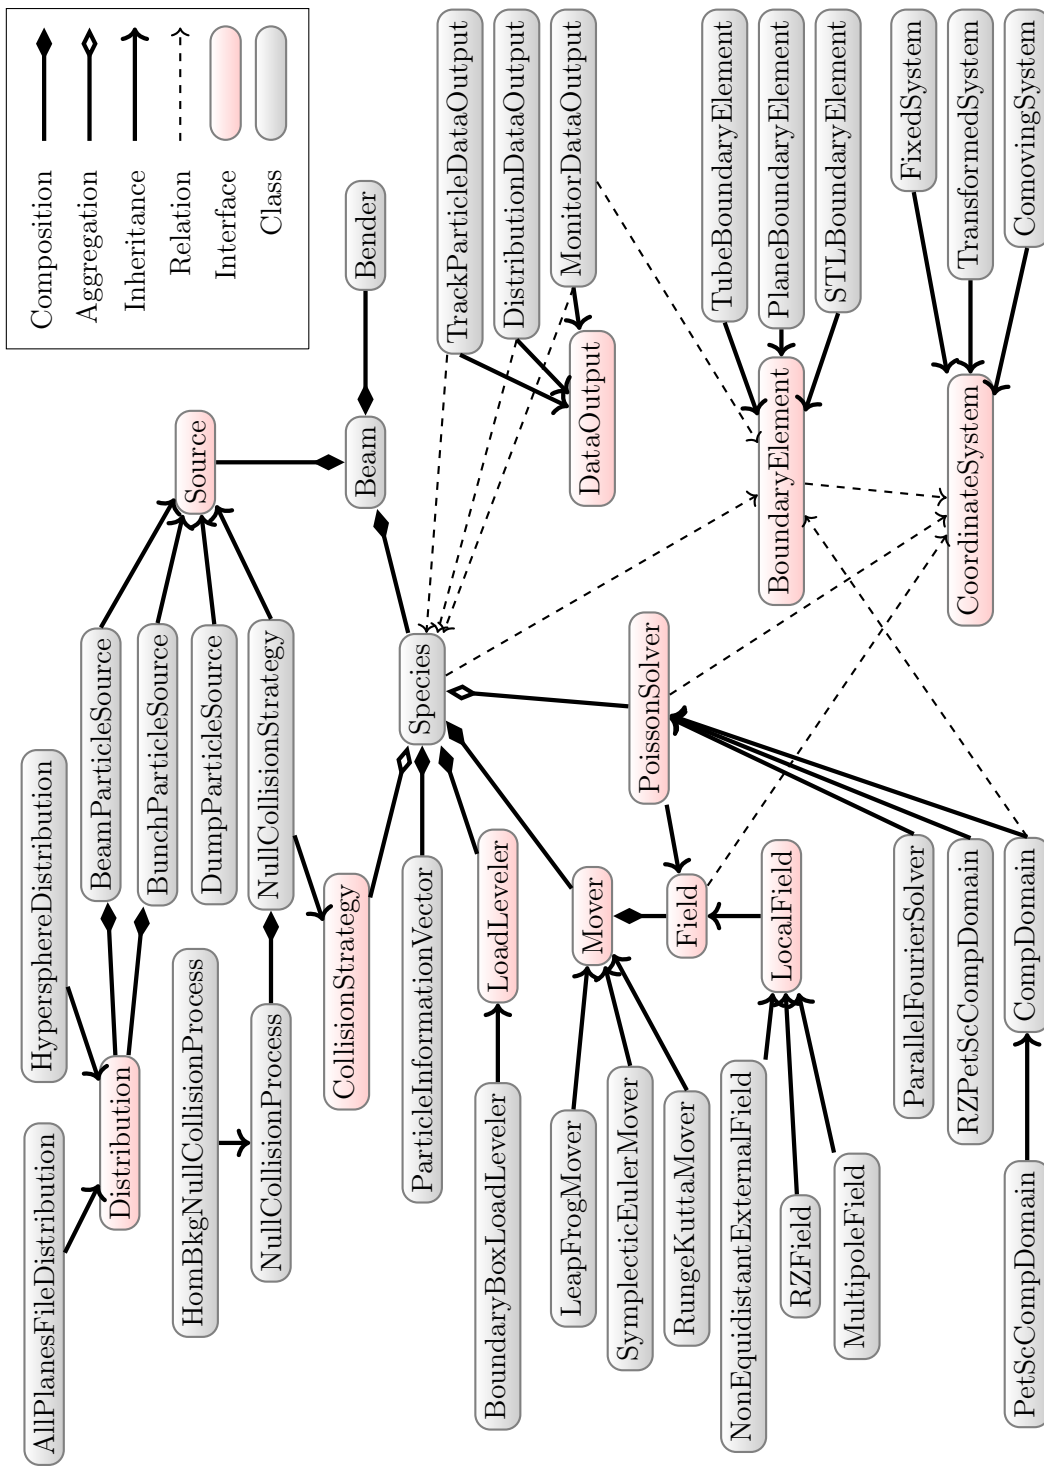 Composition
Aggregation
Inheritance
Relation
Interface
Class
AllPlanesFileDistribution
HypersphereDistribution
Distribution
BeamParticleSource
BunchParticleSource
DumpParticleSource
NullCollisionStrategy
Source
HomBkgNullCollisionProcess
NullCollisionProcess
CollisionStrategy
Beam
Bender
ParticleInformationVector
Species
TrackParticleDataOutput
DistributionDataOutput
MonitorDataOutput
BoundaryBoxLoadLeveler
LoadLeveler
DataOutput
LeapFrogMover
SymplecticEulerMover
RungeKuttaMover
Mover
PoissonSolver
Field
NonEquidistantExternalField
RZField
MultipoleField
LocalField
TubeBoundaryElement
PlaneBoundaryElement
STLBoundaryElement
BoundaryElement
ParallelFourierSolver
RZPetScCompDomain
CompDomain
PetScCompDomain
FixedSystem
TransformedSystem
ComovingSystem
CoordinateSystem